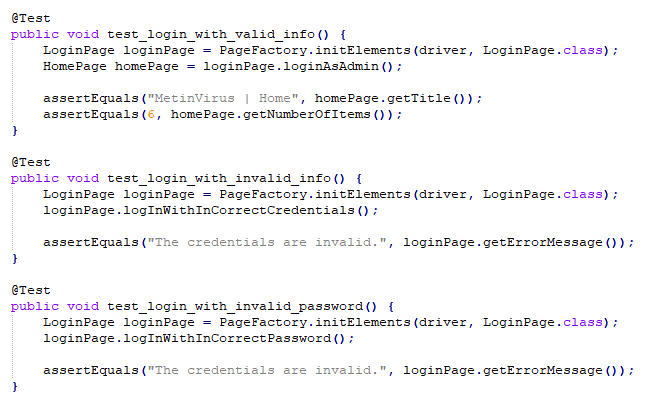 @Test
public void test_login_with_valid_info() {
    LoginPage loginPage = PageFactory.initElements(driver, LoginPage.class);
    HomePage homePage = loginPage.loginAsAdmin();

    assertEquals("MetinVirus | Home", homePage.getTitle());
    assertEquals(6, homePage.getNumberOfItems());
}

@Test
public void test_login_with_invalid_info() {
    LoginPage loginPage = PageFactory.initElements(driver, LoginPage.class);
    loginPage.logInWithInCorrectCredentials();

    assertEquals("The credentials are invalid.", loginPage.getErrorMessage());
}

@Test
public void test_login_with_invalid_password() {
    LoginPage loginPage = PageFactory.initElements(driver, LoginPage.class);
    loginPage.logInWithInCorrectPassword();

    assertEquals("The credentials are invalid.", loginPage.getErrorMessage());
}